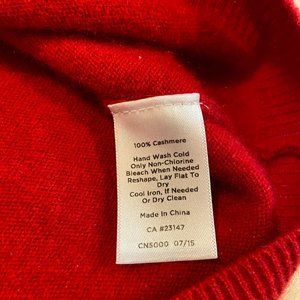 100% Cashmere
Hand Wash Cold
Only Non-Chlorine
Bleach When Needed
Reshape, Lay Flat To
Dry
Cool Iron, If Needed
Or Dry Clean
Made In China
CA #23147
CN5000 07/15